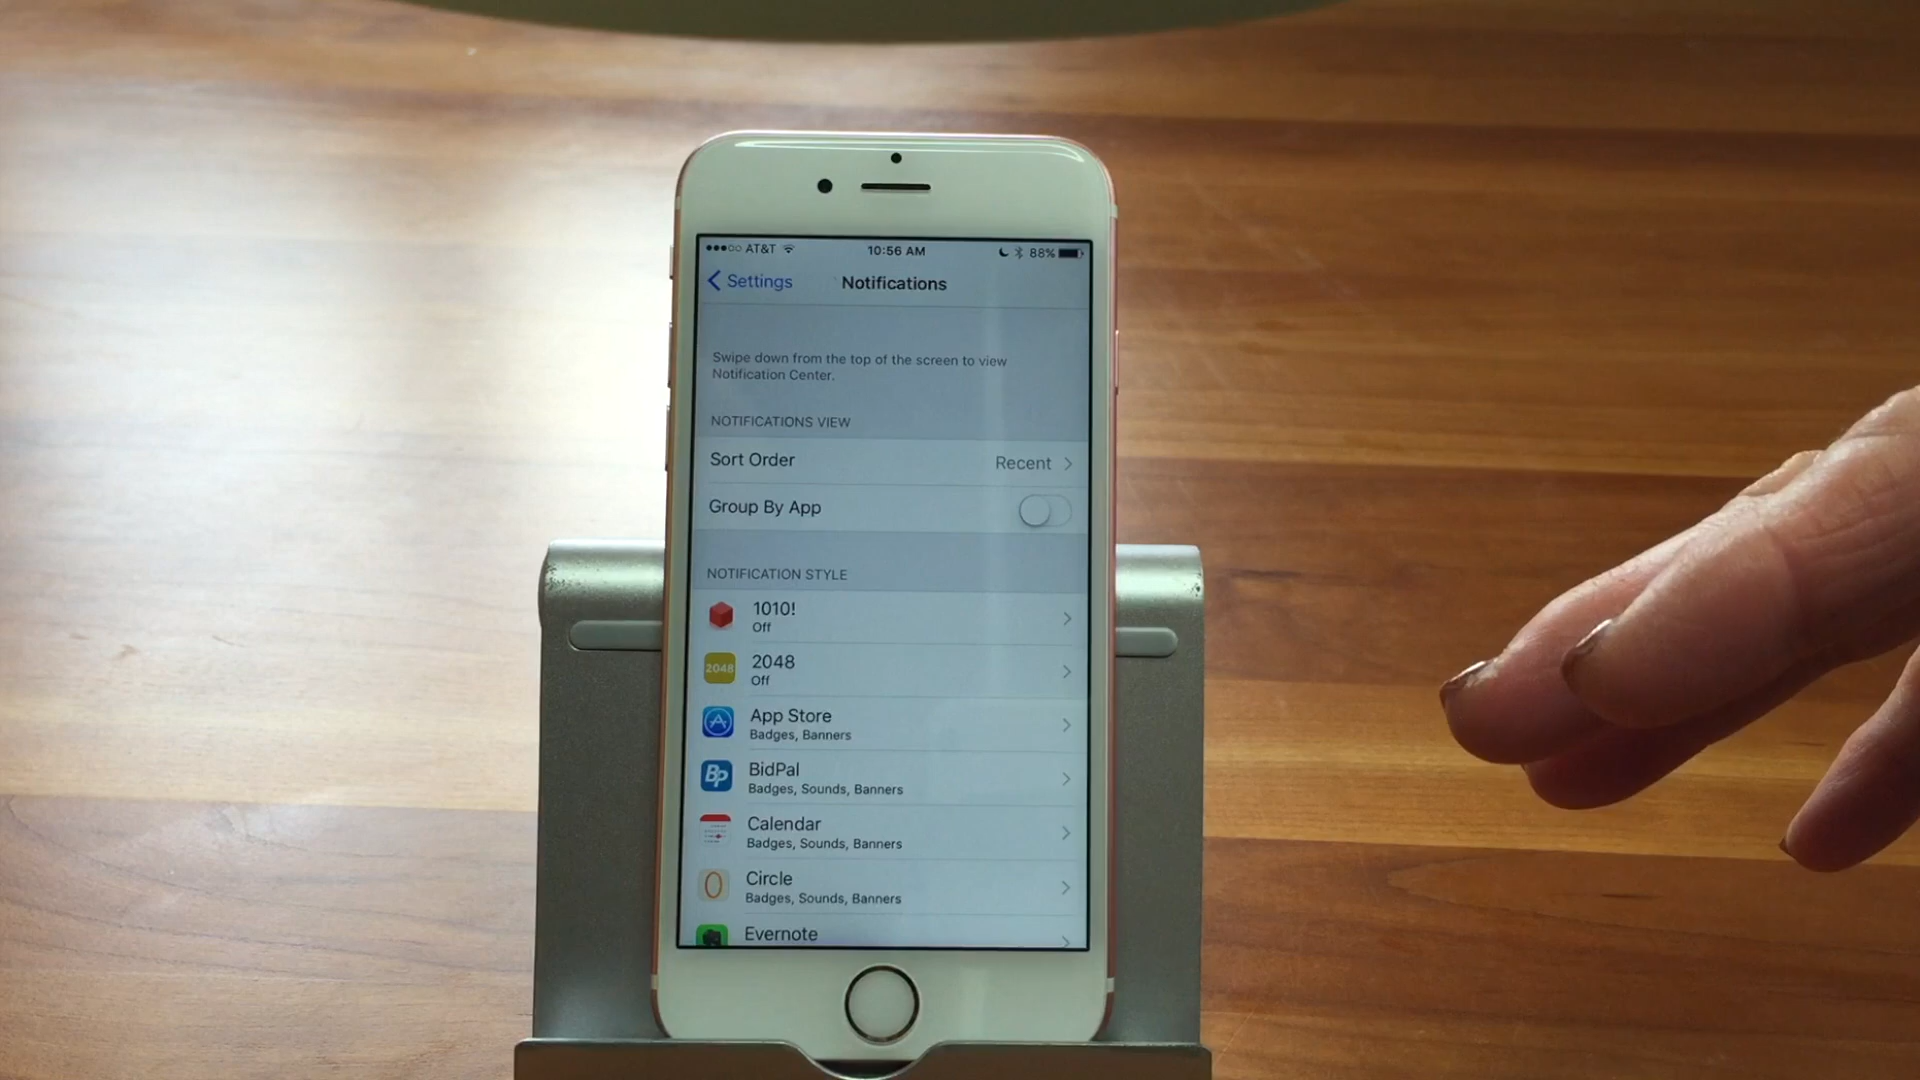 AT&T 10:56 AM 88%
Settings Notifications
Swipe down from the top of the screen to view
Notification Center.
NOTIFICATIONS VIEW
Sort Order Recent
Group By App
NOTIFICATION STYLE
1010!
Off
2048
2048
Off
App Store
Badges, Banners
Bp
BidPal
Badges, Sounds, Banners
Calendar
Badges, Sounds, Banners
Circle
Badges, Sounds, Banners
Evernote